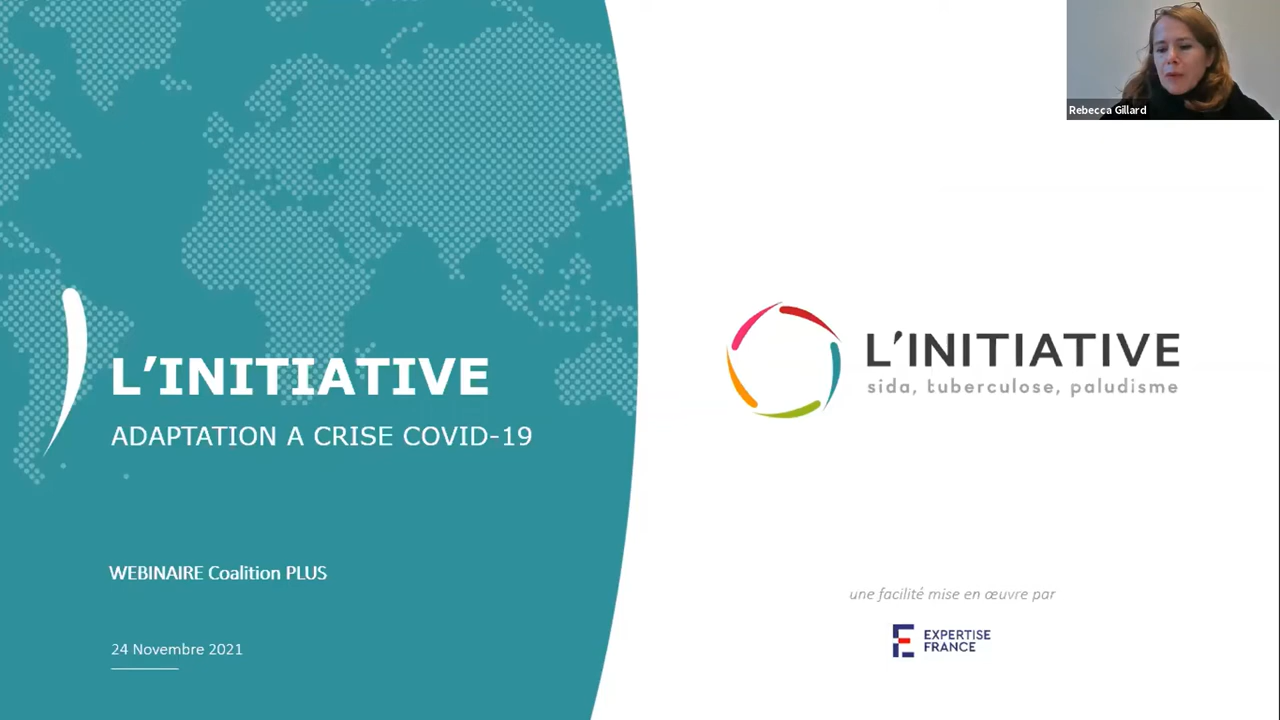 Rebecca Gillard
L'INITIATIVE
ADAPTATION A CRISE COVID-19
WEBINAIRE Coalition PLUS
24 Novembre 2021
L'INITIATIVE
sida, tuberculose, paludisme
une facilité mise en œuvre par
EXPERTISE
FRANCE